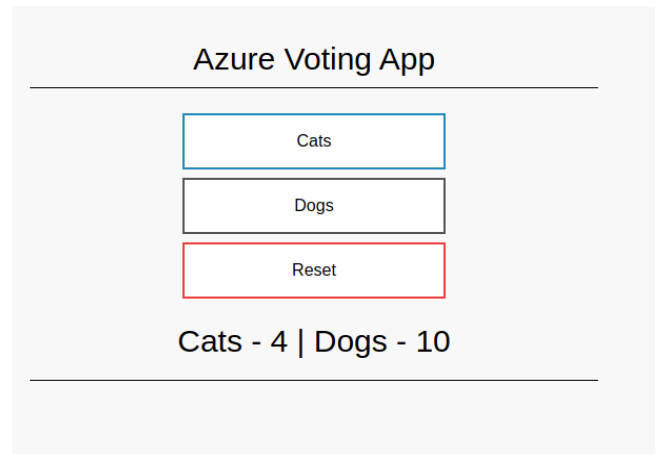 Azure Voting App
Cats
Dogs
Reset
Cats - 4 | Dogs - 10